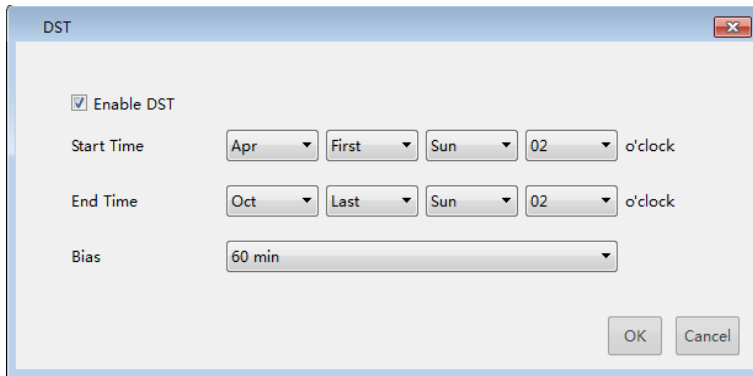 DST
Enable DST
Start Time Apr First Sun 02 o'clock
End Time Oct Last Sun 02 o'clock
Bias 60 min
OK Cancel